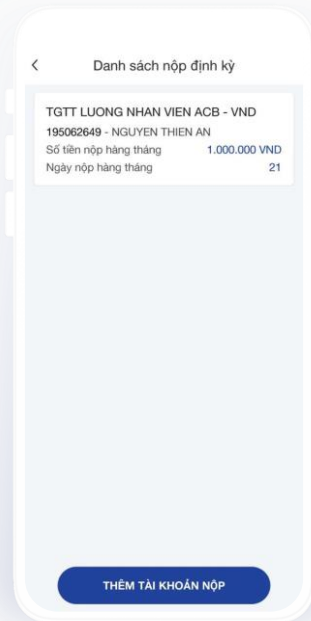 Danh sách nộp định kỳ
TGTT LUONG NHAN VIEN ACB - VND
195062649 - NGUYEN THIEN AN
Số tiền nộp hàng tháng 1.000.000 VND
Ngày nộp hàng tháng 21
THÊM TÀI KHOẢN NỘP